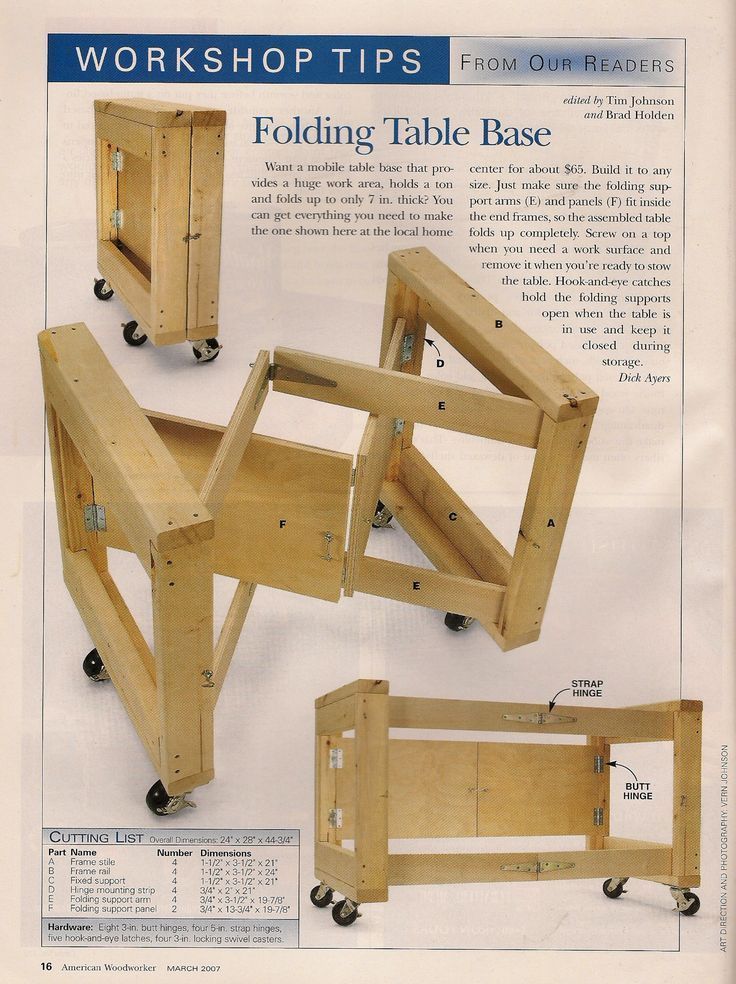 WORKSHOP TIPS
FROM OUR READERS
edited by Tim Johnson
and Brad Holden
Folding Table Base
Want a mobile table base that pro-
vides a huge work area, holds a ton
and folds up to only 7 in. thick? You
can get everything you need to make
the one shown here at the local home
center for about $65. Build it to any
size. Just make sure the folding sup-
port arms (E) and panels (F) fit inside
the end frames, so the assembled table
folds up completely. Screw on a top
when you need a work surface and
remove it when you're ready to stow
the table. Hook-and-eye catches
hold the folding supports
open when the table is
in use and keep it
closed during
storage.
Dick Ayers
B
D
E
C
A
F
E
STRAP
HINGE
BUTT
HINGE
CUTTING LIST Overall Dimensions: 24" x 28" x 44-3/4"
Part Name Number Dimensions
A Frame stile 4 1-1/2" x 3-1/2" x 21"
B Frame rail 4 1-1/2" x 3-1/2" x 24"
C Fixed support 4 1-1/2" x 3-1/2" x 21"
D Hinge mounting strip 4 3/4" x 2" x 21"
E Folding support arm 4 3/4" x 3-1/2" x 19-7/8"
F Folding support panel 2 3/4" x 13-3/4" x 19-7/8"
Hardware: Eight 3-in. butt hinges, four 5-in. strap hinges,
five hook-and-eye latches, four 3-in. locking swivel casters.
ART DIRECTION AND PHOTOGRAPHY: VERN JOHNSON
16 American Woodworker MARCH 2007